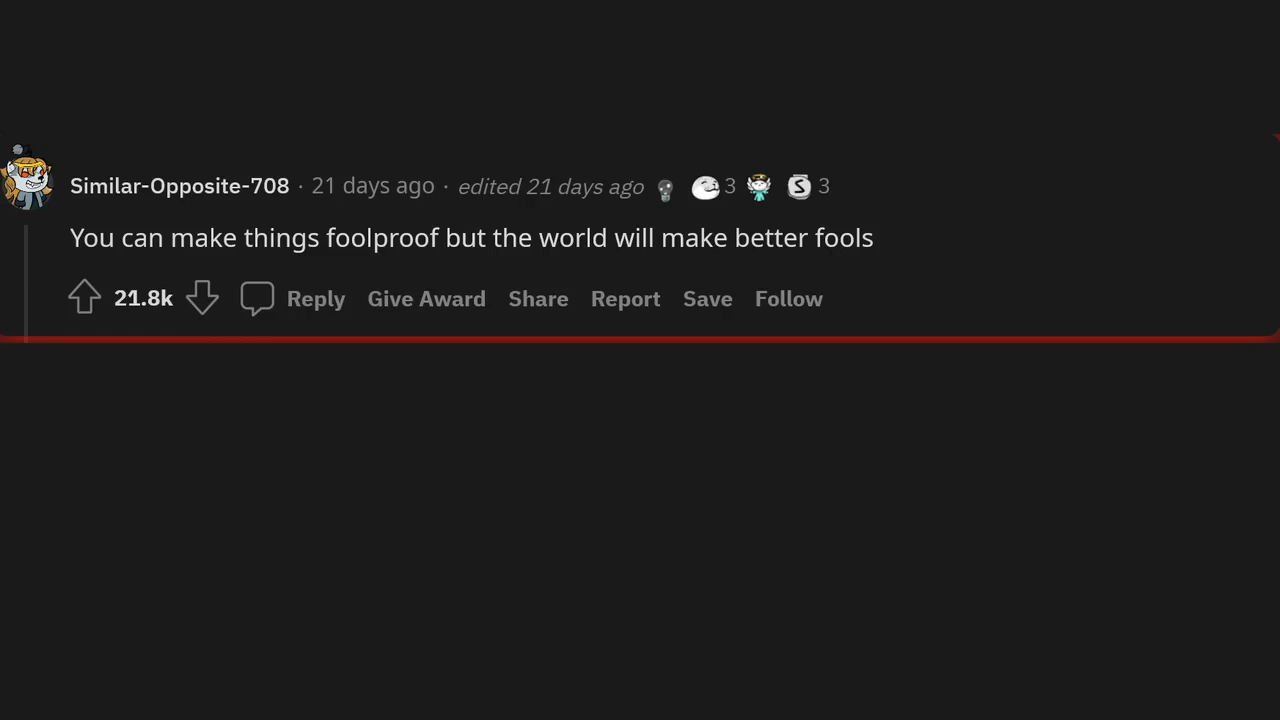 Similar-Opposite-708 · 21 days ago · edited 21 days ago 3 3
You can make things foolproof but the world will make better fools
21.8k Reply Give Award Share Report Save Follow